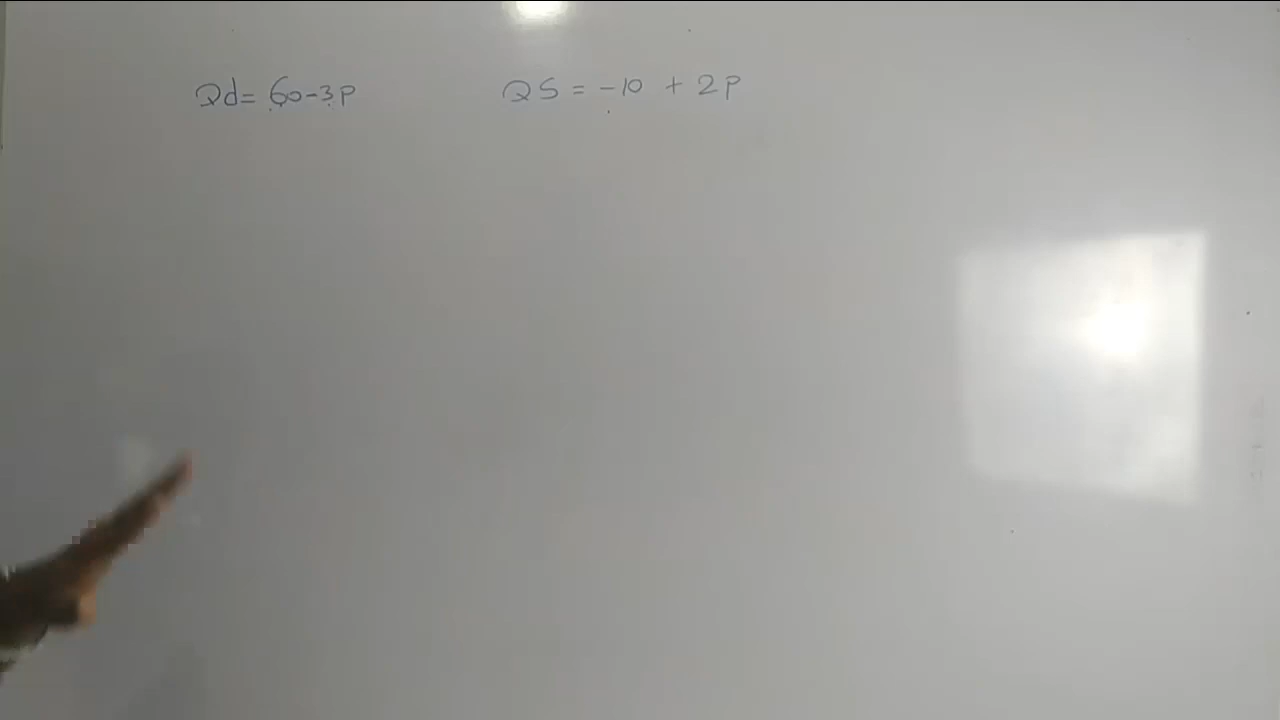 Qd= 60-3P QS = -10 + 2P